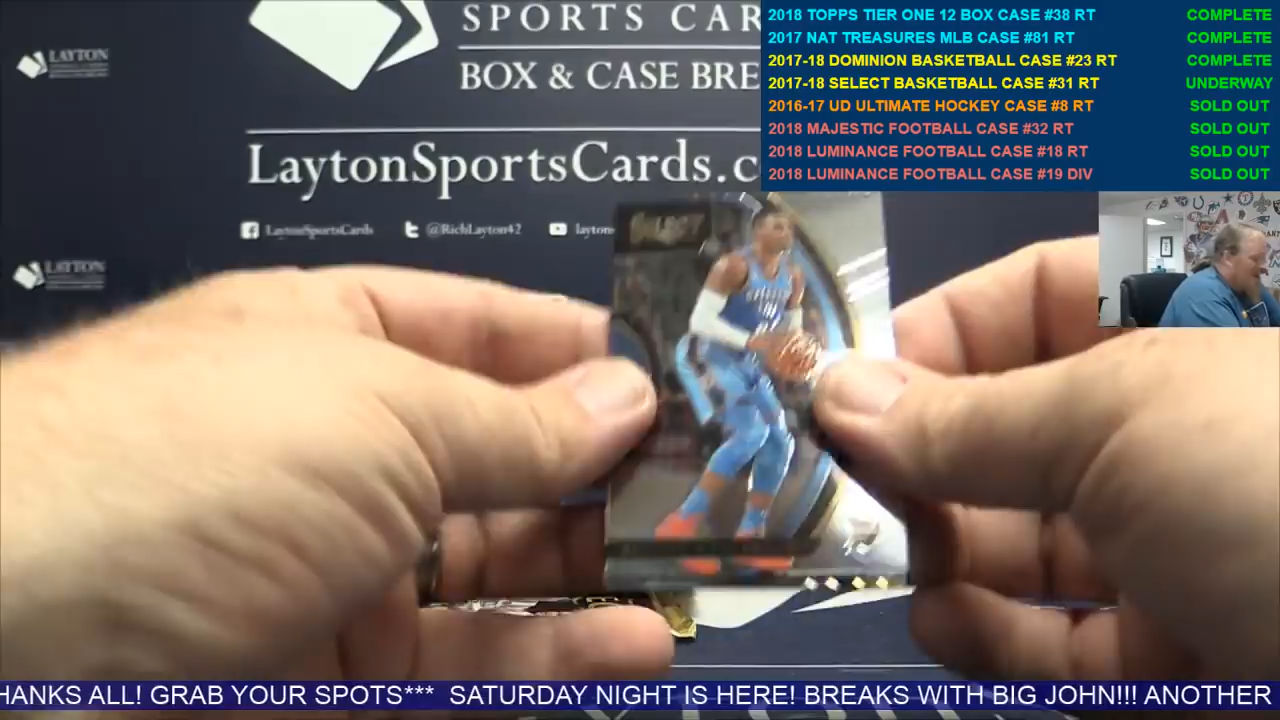 SPORTS CAR
BOX & CASE BRE
LaytonSportsCards.c
LaytonSportsCards
@RichLayton42
layton
LAYTON
LAYTON
SELECT
2018 TOPPS TIER ONE 12 BOX CASE #38 RT COMPLETE
2017 NAT TREASURES MLB CASE #81 RT COMPLETE
2017-18 DOMINION BASKETBALL CASE #23 RT COMPLETE
2017-18 SELECT BASKETBALL CASE #31 RT UNDERWAY
2016-17 UD ULTIMATE HOCKEY CASE #8 RT SOLD OUT
2018 MAJESTIC FOOTBALL CASE #32 RT SOLD OUT
2018 LUMINANCE FOOTBALL CASE #18 RT SOLD OUT
2018 LUMINANCE FOOTBALL CASE #19 DIV SOLD OUT
HANKS ALL! GRAB YOUR SPOTS*** SATURDAY NIGHT IS HERE! BREAKS WITH BIG JOHN!!! ANOTHER